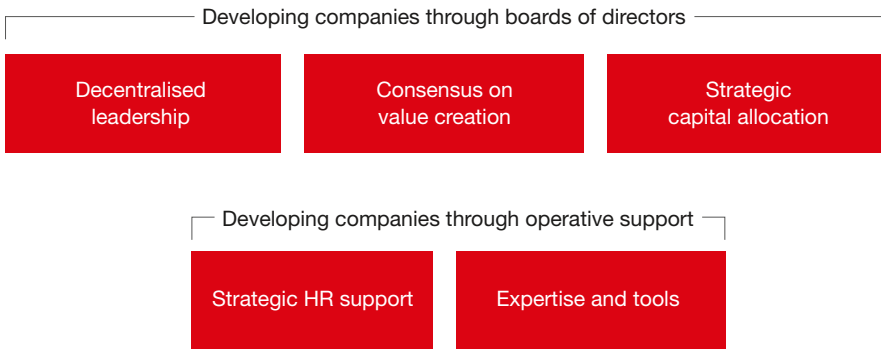 Developing companies through boards of directors
Decentralised
leadership
Consensus on
value creation
Strategic
capital allocation
Developing companies through operative support
Strategic HR support
Expertise and tools